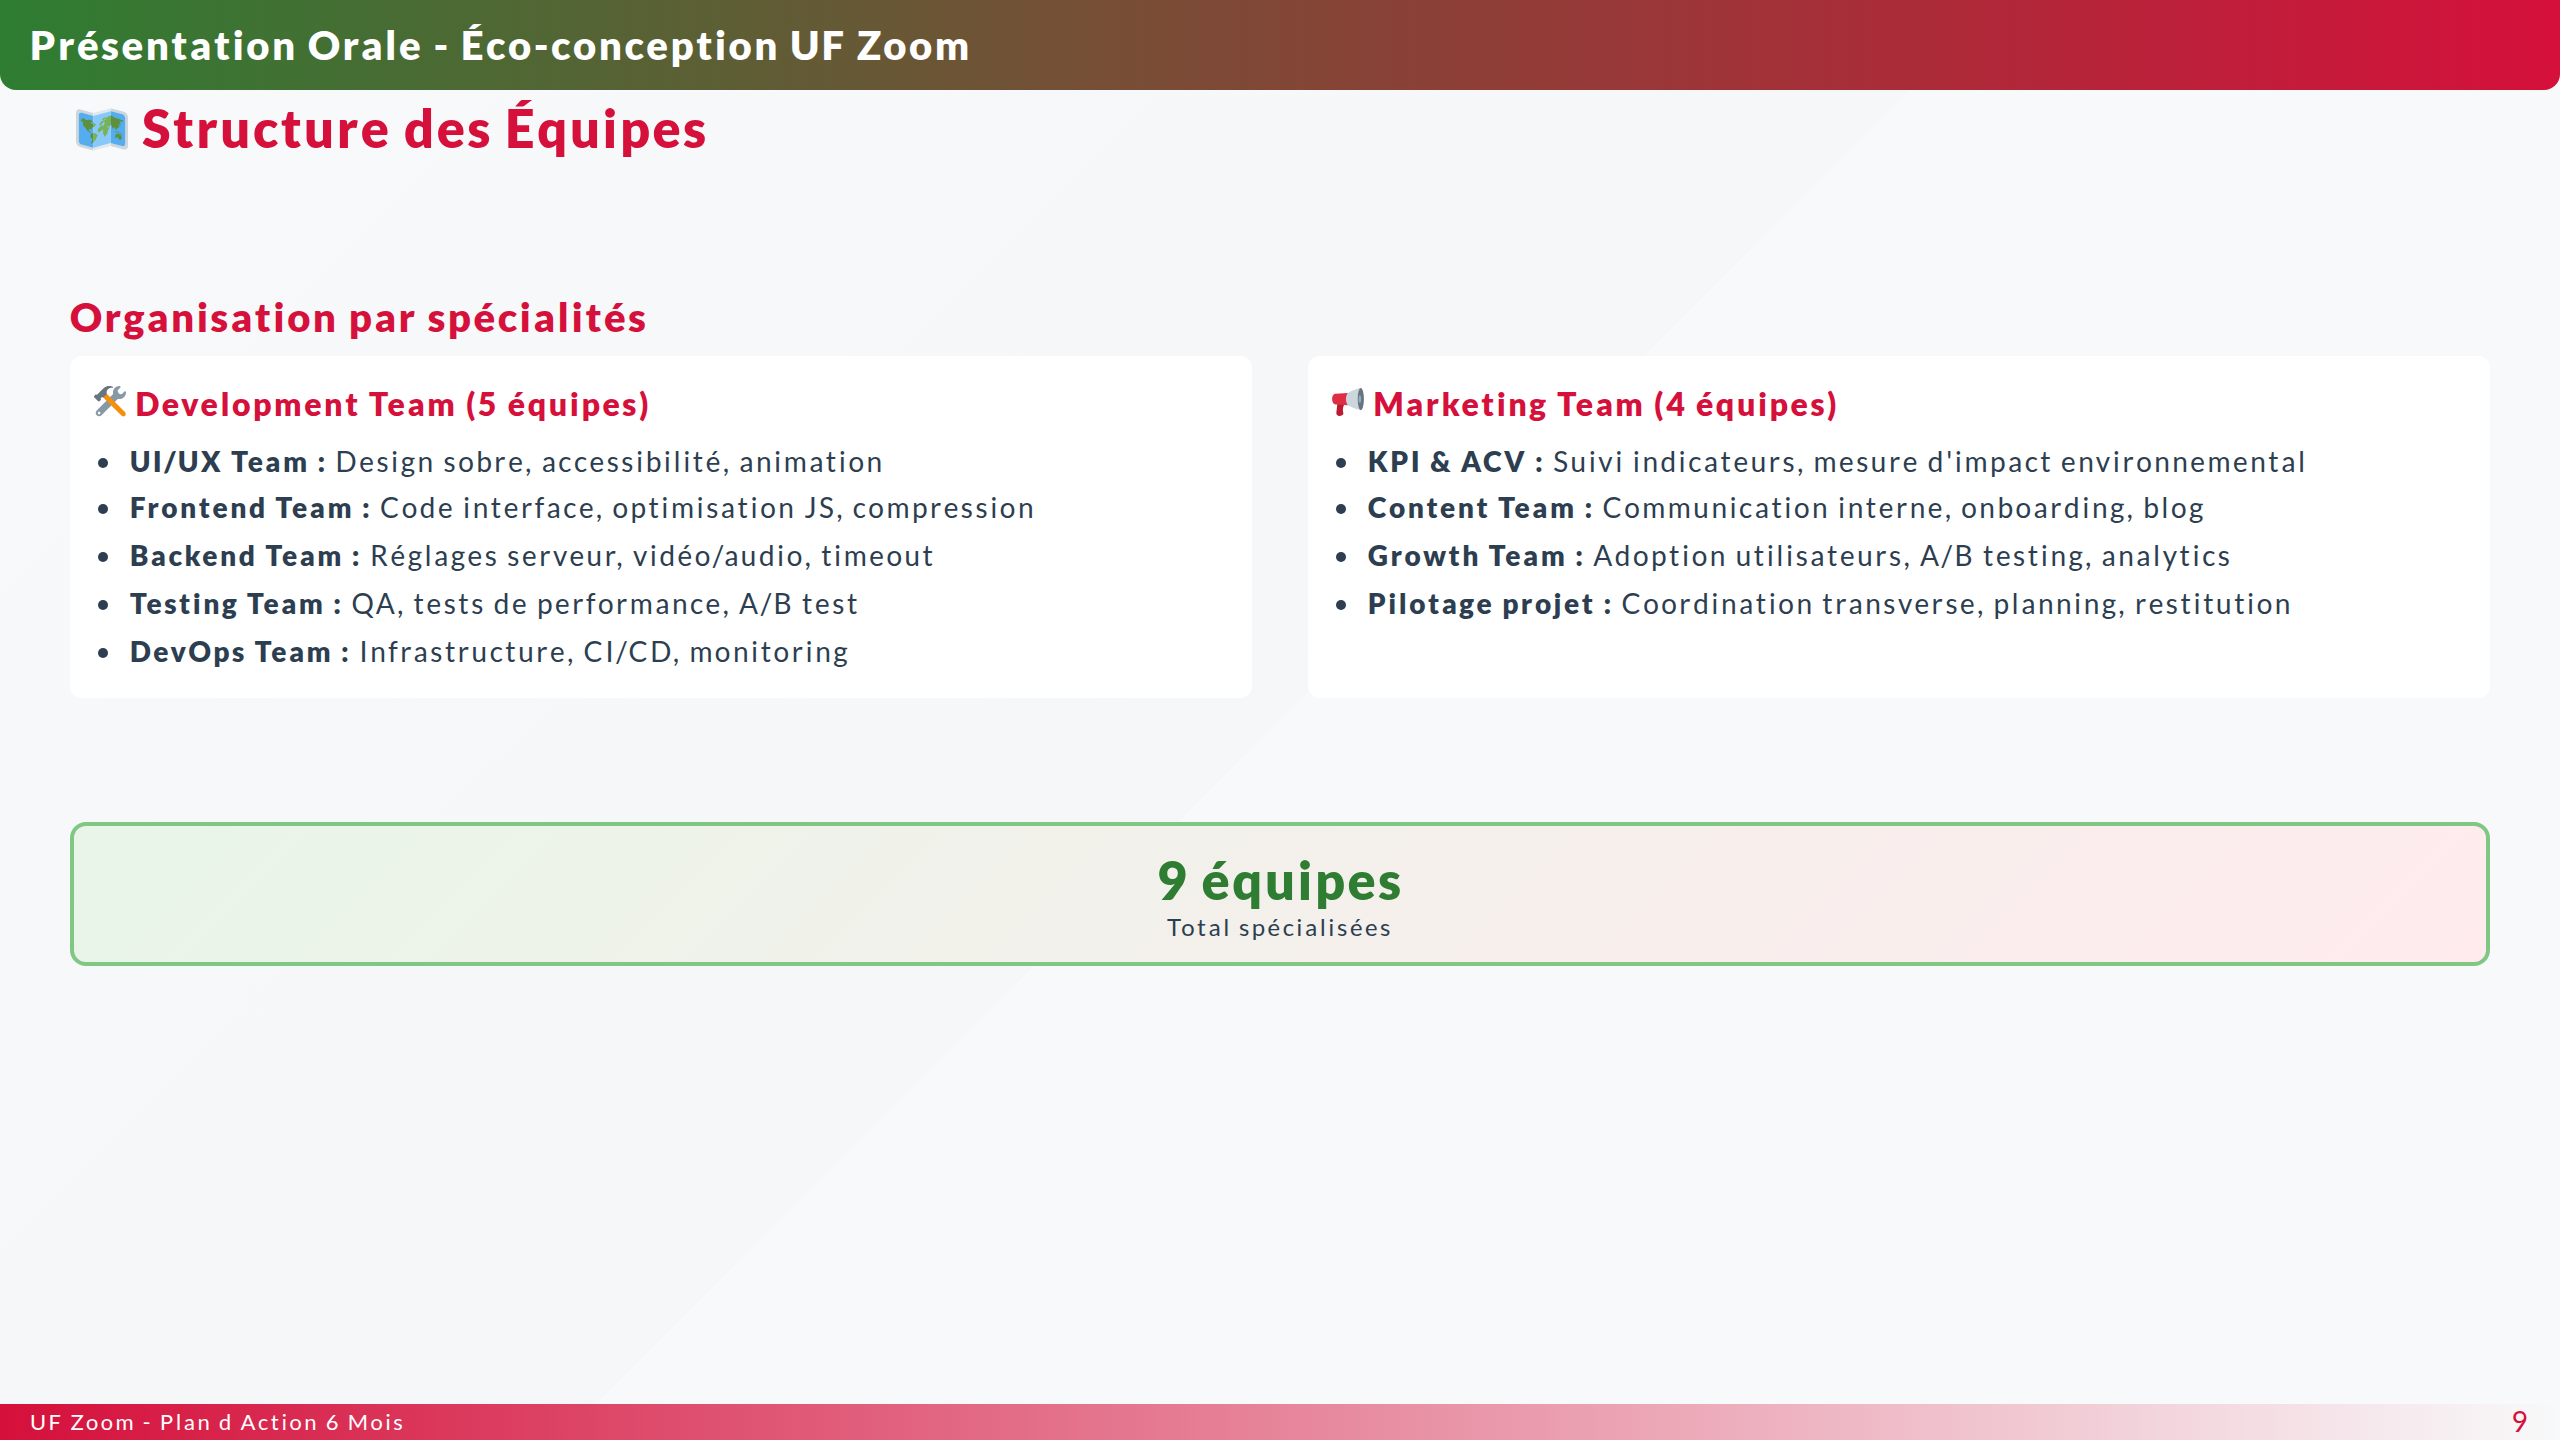 Présentation Orale - Éco-conception UF Zoom
Structure des Équipes
Organisation par spécialités
Development Team (5 équipes)
UI/UX Team : Design sobre, accessibilité, animation
Frontend Team : Code interface, optimisation JS, compression
Backend Team : Réglages serveur, vidéo/audio, timeout
Testing Team : QA, tests de performance, A/B test
DevOps Team : Infrastructure, CI/CD, monitoring
Marketing Team (4 équipes)
KPI & ACV : Suivi indicateurs, mesure d'impact environnemental
Content Team : Communication interne, onboarding, blog
Growth Team : Adoption utilisateurs, A/B testing, analytics
Pilotage projet : Coordination transverse, planning, restitution
9 équipes
Total spécialisées
UF Zoom - Plan d Action 6 Mois
9